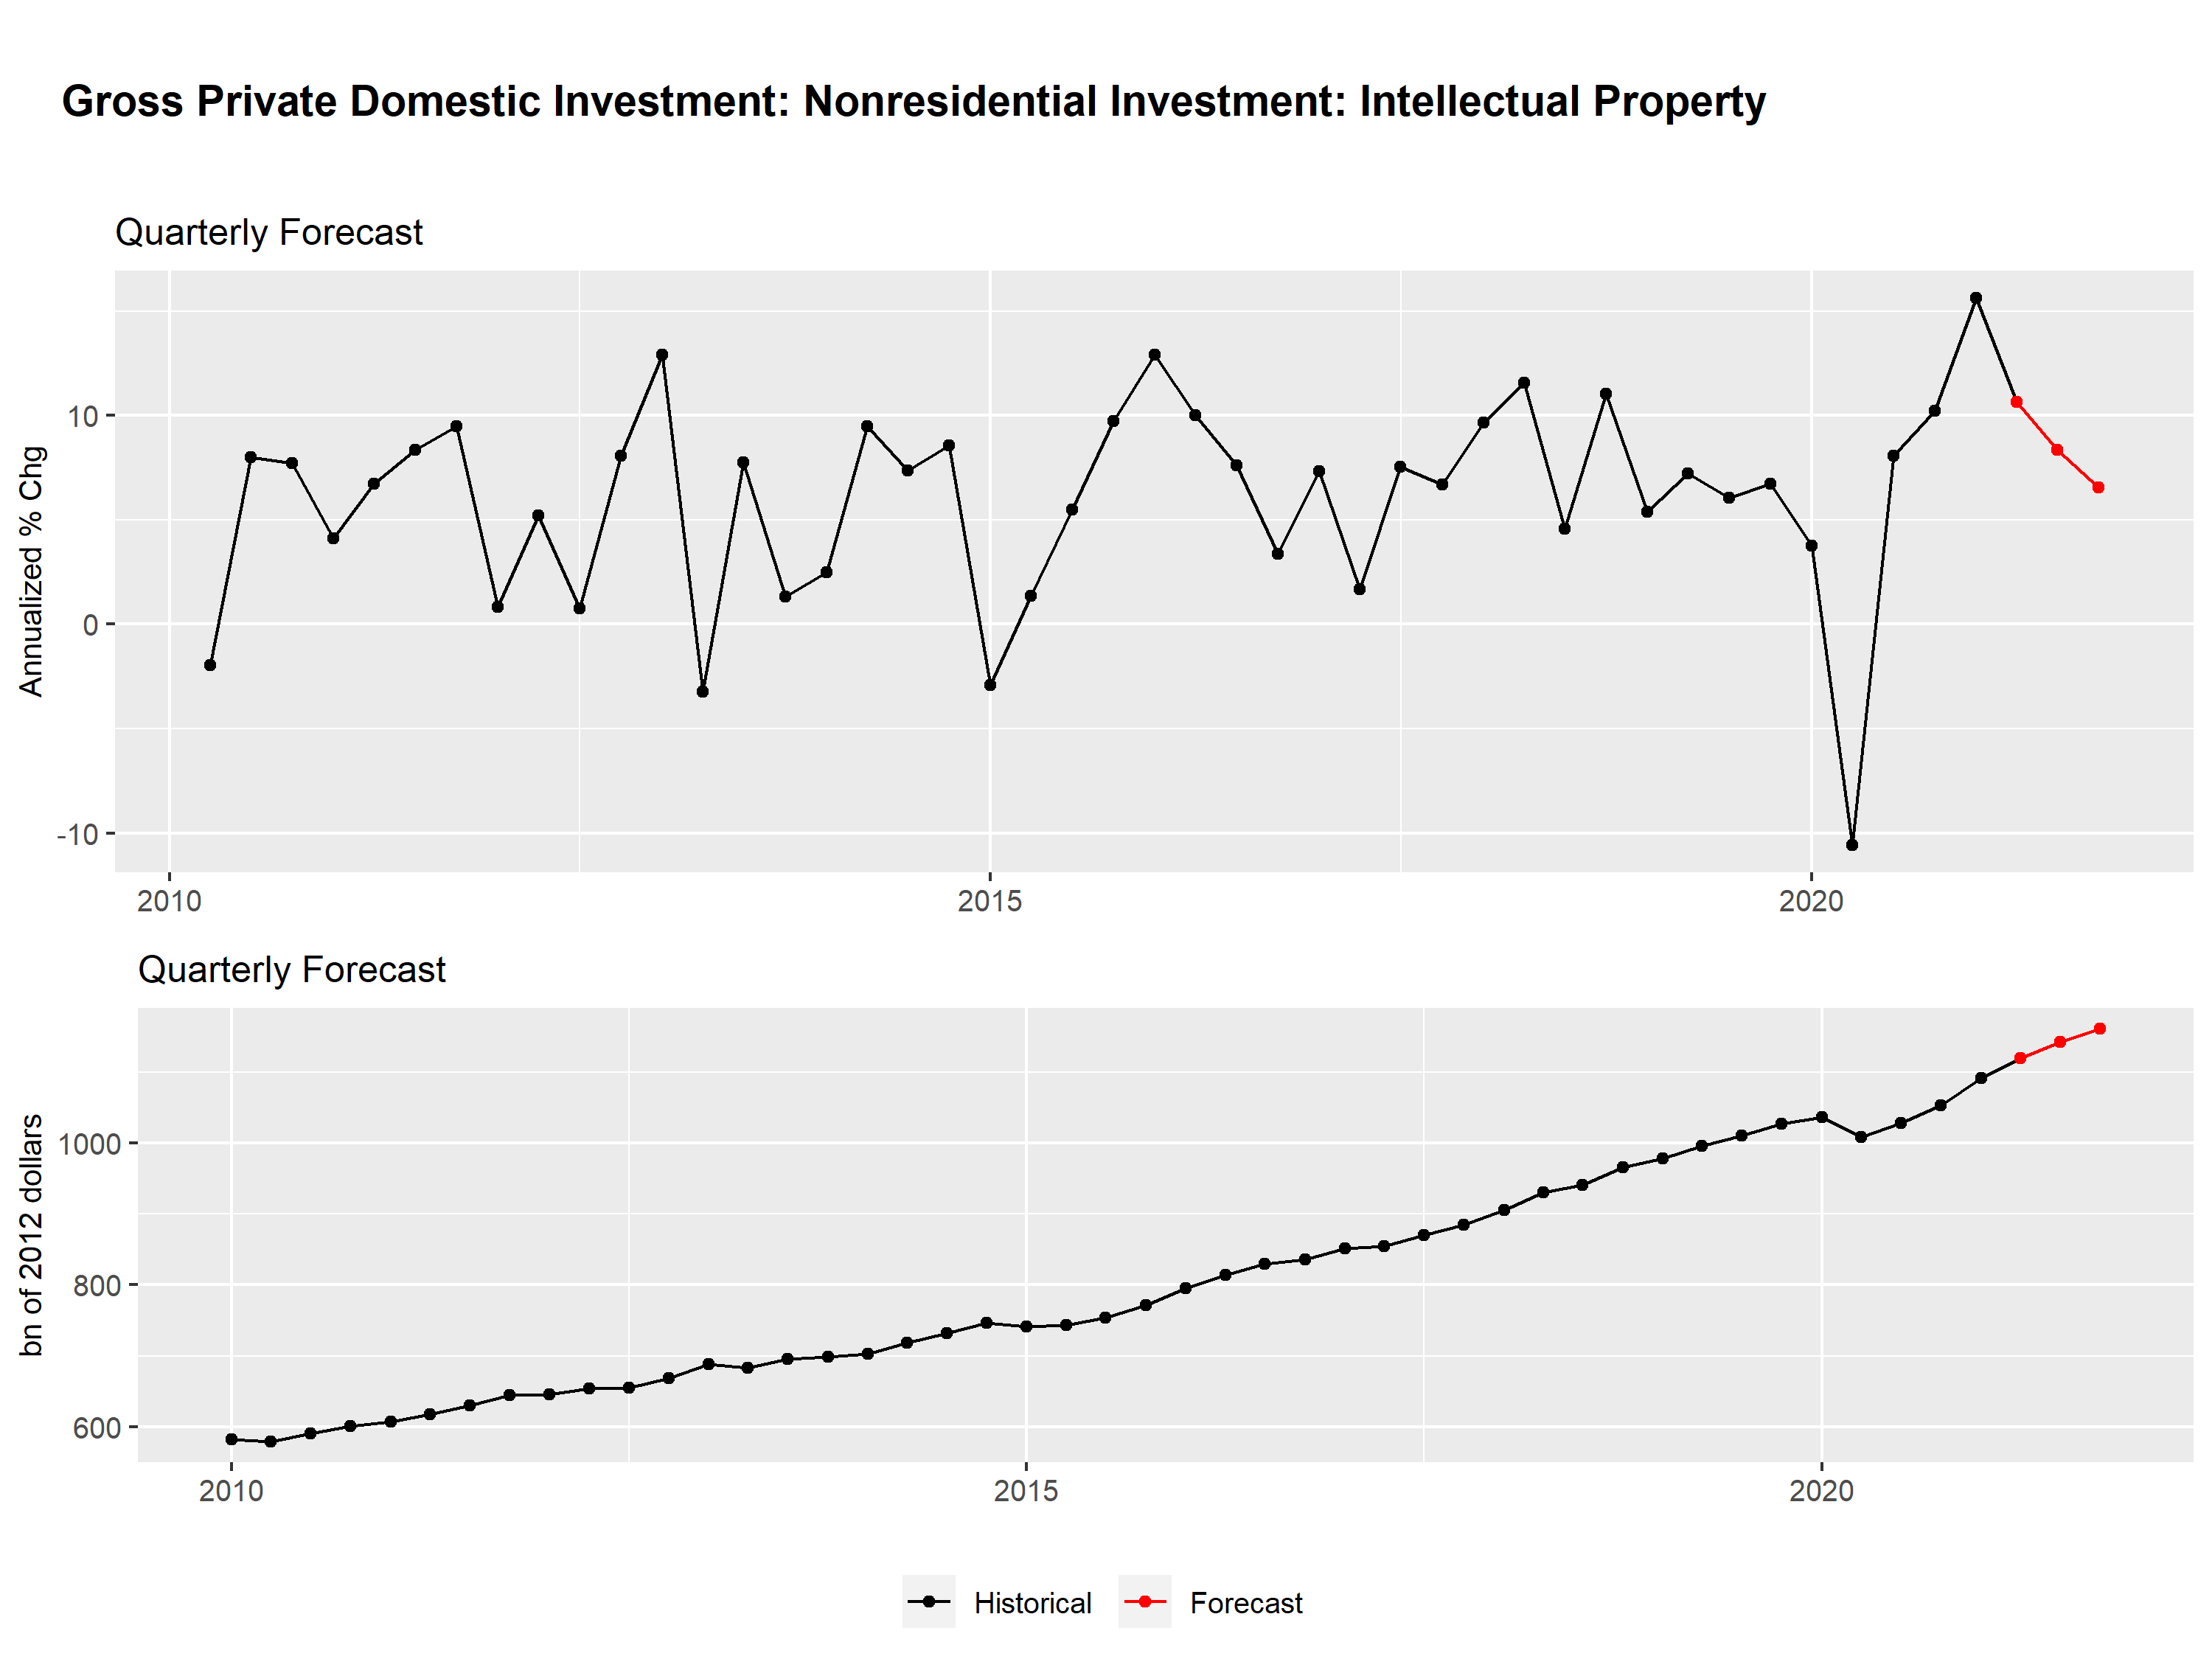 Gross Private Domestic Investment: Nonresidential Investment: Intellectual Property
Quarterly Forecast
Annualized % Chg
10
0
-10
2010 2015 2020
Quarterly Forecast
bn of 2012 dollars
1000
800
600
2010 2015 2020
Historical Forecast